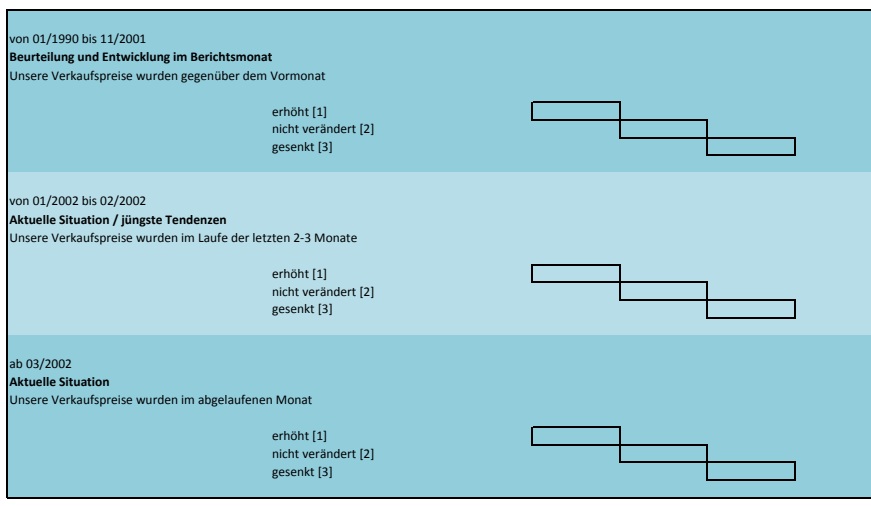 von 01/1990 bis 11/2001
Beurteilung und Entwicklung im Berichtsmonat
Unsere Verkaufspreise wurden gegenüber dem Vormonat
erhöht [1]
nicht verändert [2]
gesenkt [3]
von 01/2002 bis 02/2002
Aktuelle Situation / jüngste Tendenzen
Unsere Verkaufspreise wurden im Laufe der letzten 2-3 Monate
erhöht [1]
nicht verändert [2]
gesenkt [3]
ab 03/2002
Aktuelle Situation
Unsere Verkaufspreise wurden im abgelaufenen Monat
erhöht [1]
nicht verändert [2]
gesenkt [3]